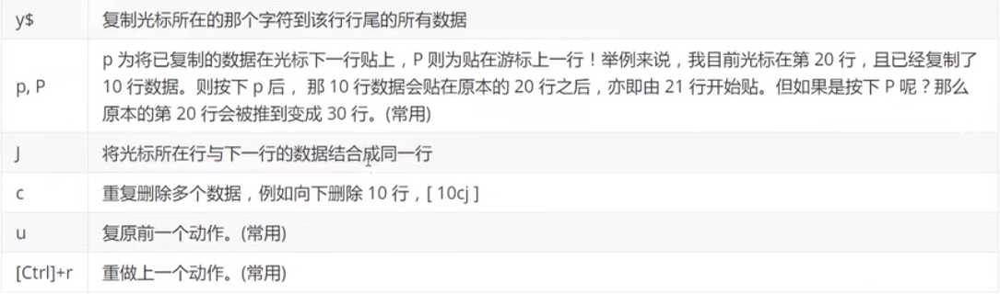 y$ 复制光标所在的那个字符到该行行尾的所有数据
p 为将已复制的数据在光标下一行贴上，P 则为贴在游标上一行！举例来说，我目前光标在第 20 行，且已经复制了
p, P 10 行数据。则按下 p 后， 那 10 行数据会贴在原本的 20 行之后，亦即由 21 行开始贴。但如果是按下 P 呢？那么
原本的第 20 行会被推到变成 30 行。(常用)
J 将光标所在行与下一行的数据结合成同一行
c 重复删除多个数据，例如向下删除 10 行，[ 10cj ]
u 复原前一个动作。(常用)
[Ctrl]+r 重做上一个动作。(常用)